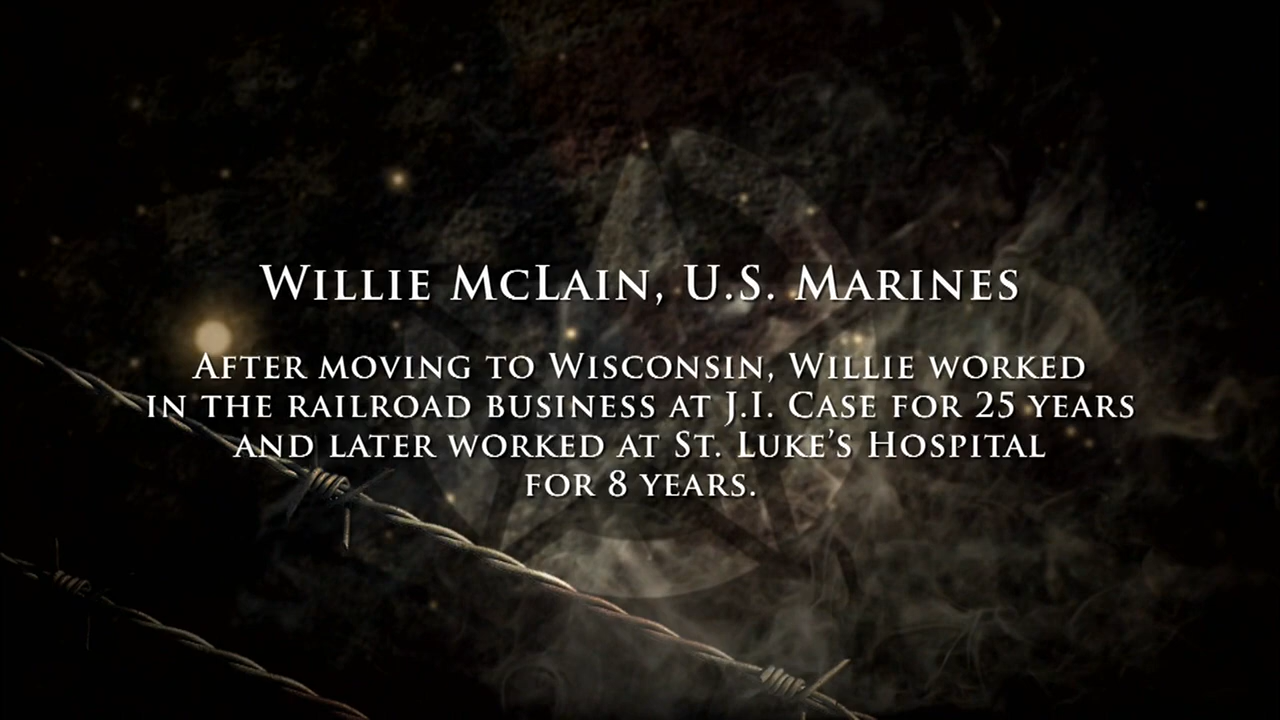 Willie McLain, U.S. Marines
After moving to Wisconsin, Willie worked
in the railroad business at J.I. Case for 25 years
and later worked at St. Luke's Hospital
for 8 years.